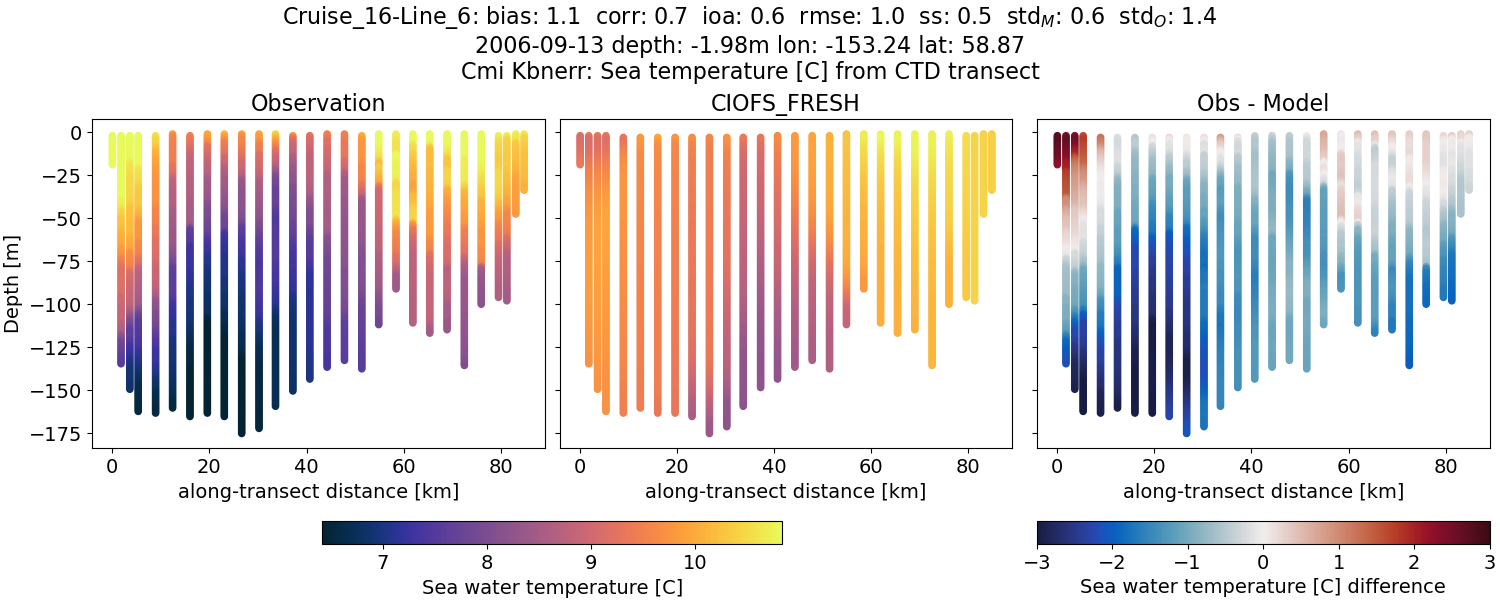 Cruise_16-Line_6: bias: 1.1 corr: 0.7 ioa: 0.6 rmse: 1.0 ss: 0.5 std_M: 0.6 std_O: 1.4
2006-09-13 depth: -1.98m lon: -153.24 lat: 58.87
Cmi Kbnerr: Sea temperature [C] from CTD transect
Observation
CIOFS_FRESH
Obs - Model
Depth [m]
0
−25
−50
−75
−100
−125
−150
−175
0 20 40 60 80
0 20 40 60 80
0 20 40 60 80
along-transect distance [km]
along-transect distance [km]
along-transect distance [km]
7 8 9 10
Sea water temperature [C]
−3 −2 −1 0 1 2 3
Sea water temperature [C] difference